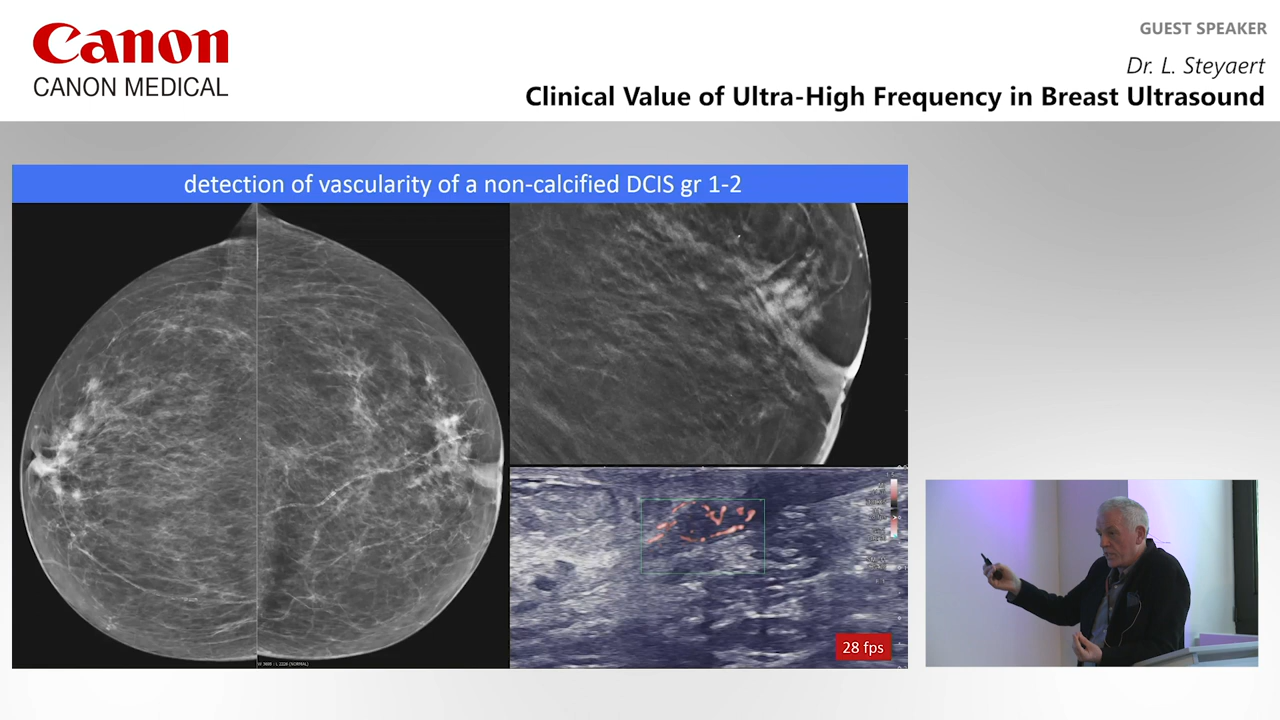 Canon
CANON MEDICAL
GUEST SPEAKER
Dr. L. Steyaert
Clinical Value of Ultra-High Frequency in Breast Ultrasound
detection of vascularity of a non-calcified DCIS gr 1-2
28 fps